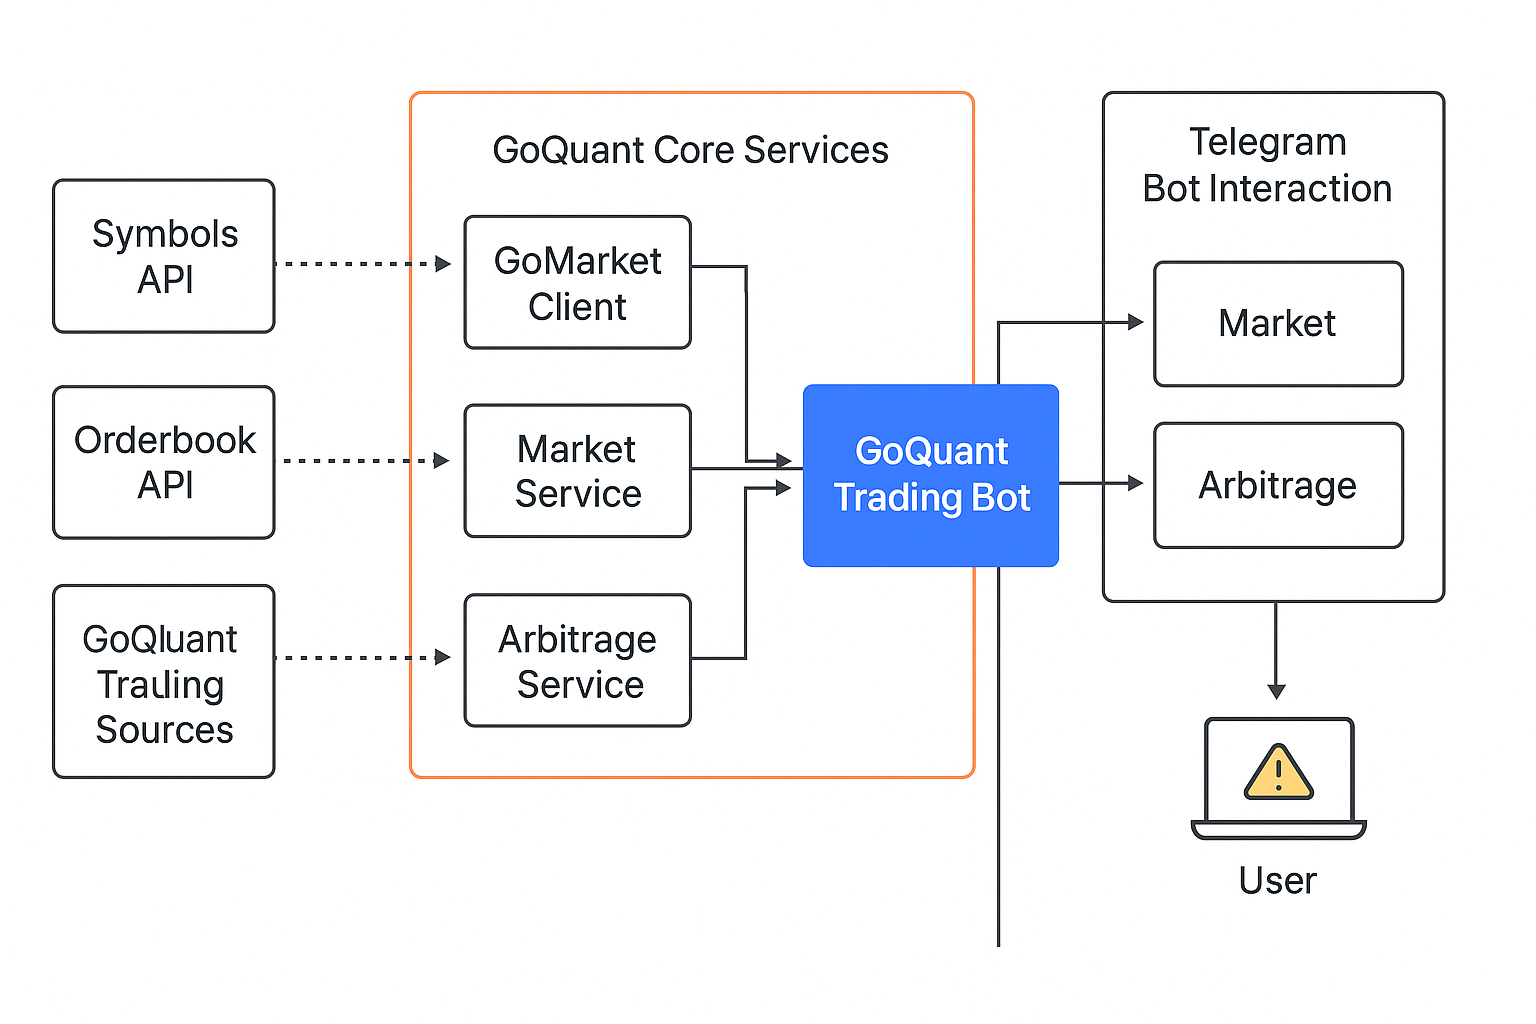 GoQuant Core Services
Telegram
Bot Interaction
Symbols
API
GoMarket
Client
Market
Orderbook
API
Market
Service
GoQuant
Trading Bot
Arbitrage
GoQluant
Trauling
Sources
Arbitrage
Service
User